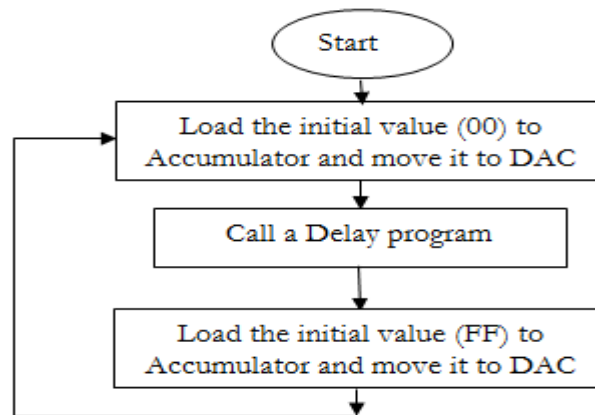 Start
Load the initial value (00) to
Accumulator and move it to DAC
Call a Delay program
Load the initial value (FF) to
Accumulator and move it to DAC